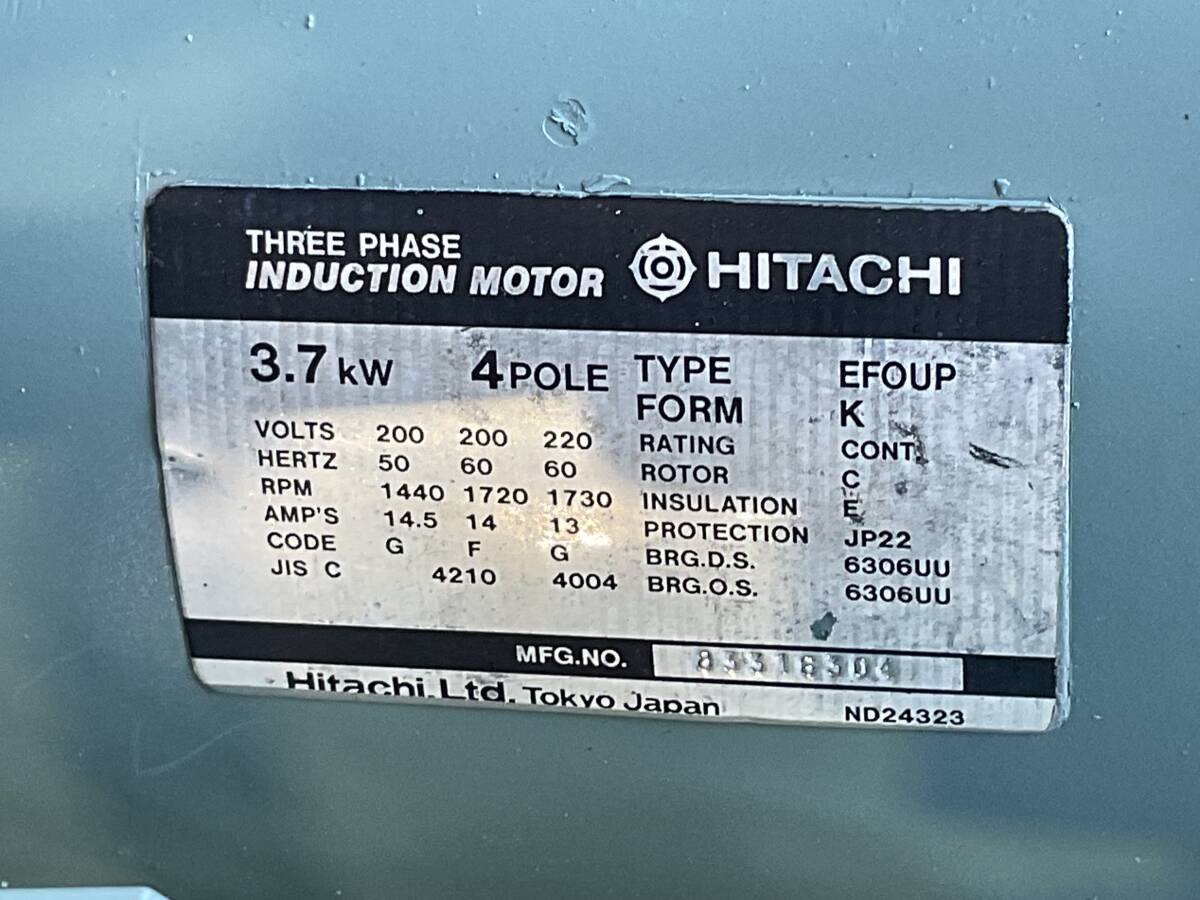 THREE PHASE
INDUCTION MOTOR HITACHI
3.7 kW 4 POLE TYPE EFOUP
FORM K
VOLTS 200 200 220 RATING CONT.
HERTZ 50 60 60 ROTOR C
RPM 1440 1720 1730 INSULATION E
AMP'S 14.5 14 13 PROTECTION JP22
CODE G F G BRG.D.S. 6306UU
JIS C 4210 4004 BRG.O.S. 6306UU
MFG.NO.
Hitachi, Ltd. Tokyo Japan ND24323